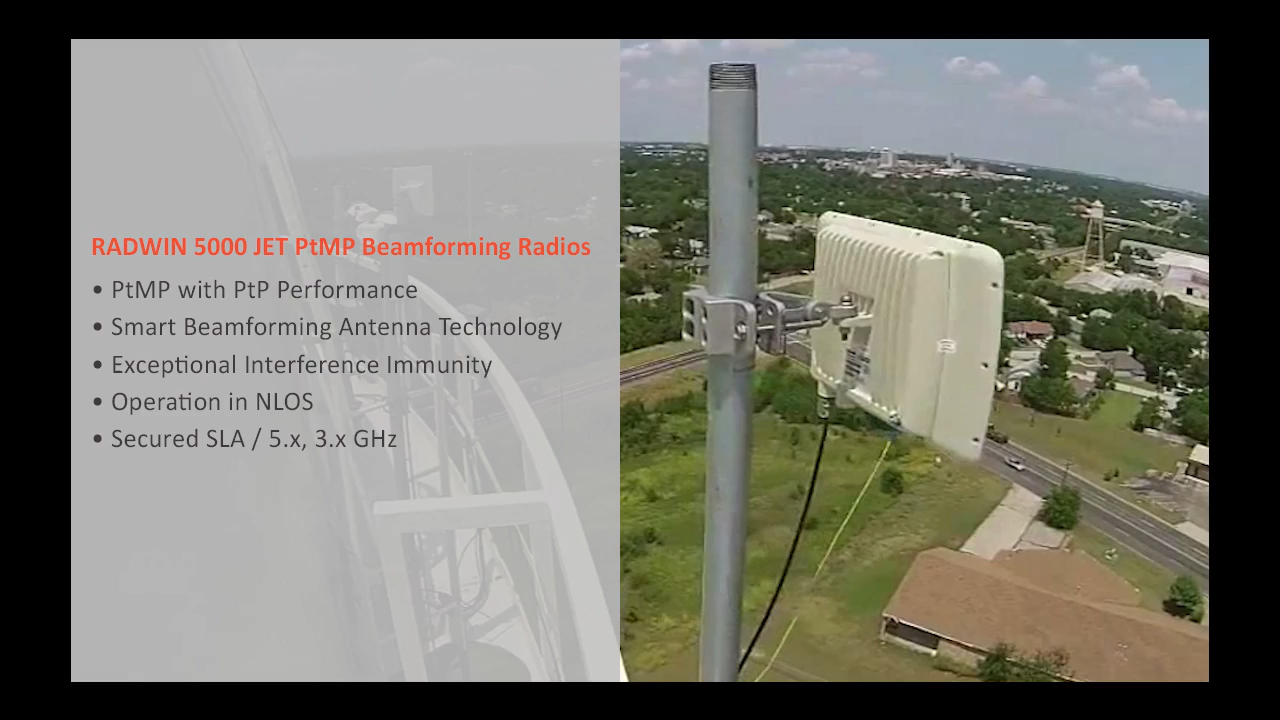 RADWIN 5000 JET PtMP Beamforming Radios
• PtMP with PtP Performance
• Smart Beamforming Antenna Technology
• Exceptional Interference Immunity
• Operation in NLOS
• Secured SLA / 5.x, 3.x GHz